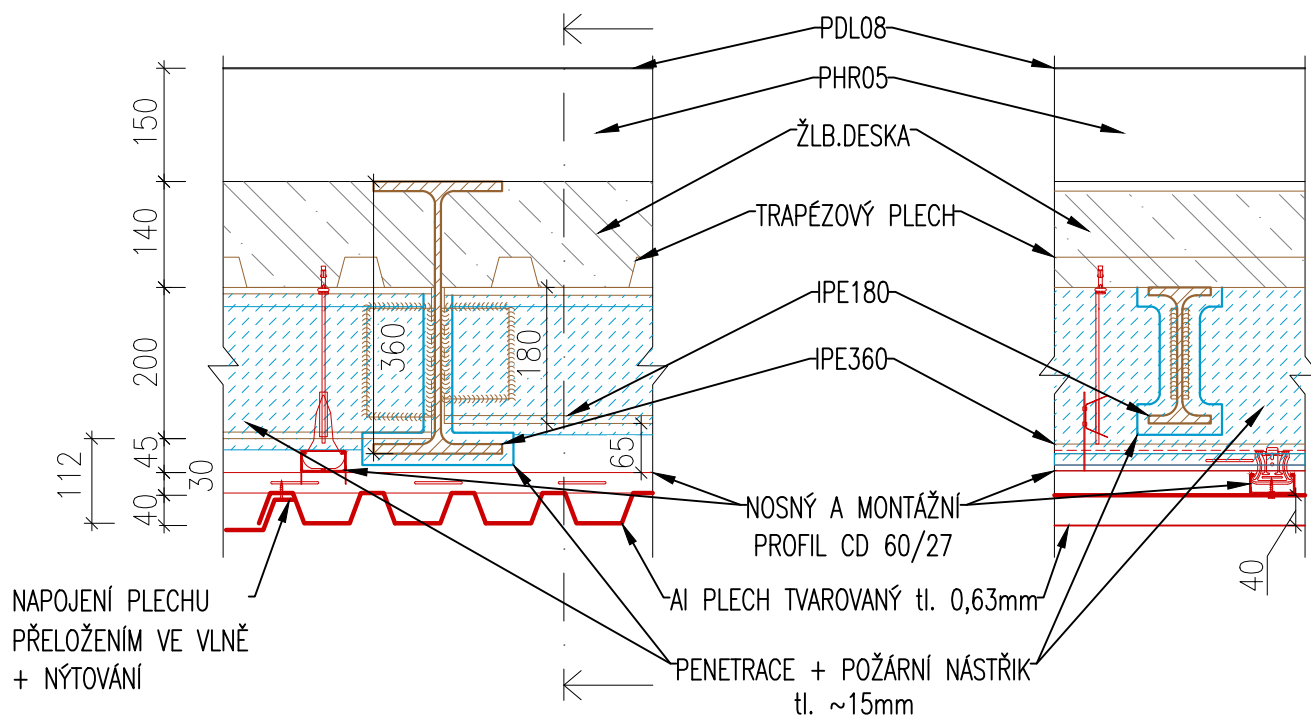 PDL08
PHR05
ŽLB.DESKA
TRAPÉZOVÝ PLECH
IPE180
IPE360
150
140
200
45
112
30
40
360
180
65
NOSNÝ A MONTÁŽNÍ
PROFIL CD 60/27
40
Al PLECH TVAROVANÝ tl. 0,63mm
NAPOJENÍ PLECHU
PŘELOŽENÍM VE VLNĚ
+ NÝTOVÁNÍ
PENETRACE + POŽÁRNÍ NÁSTŘIK
tl. ~15mm